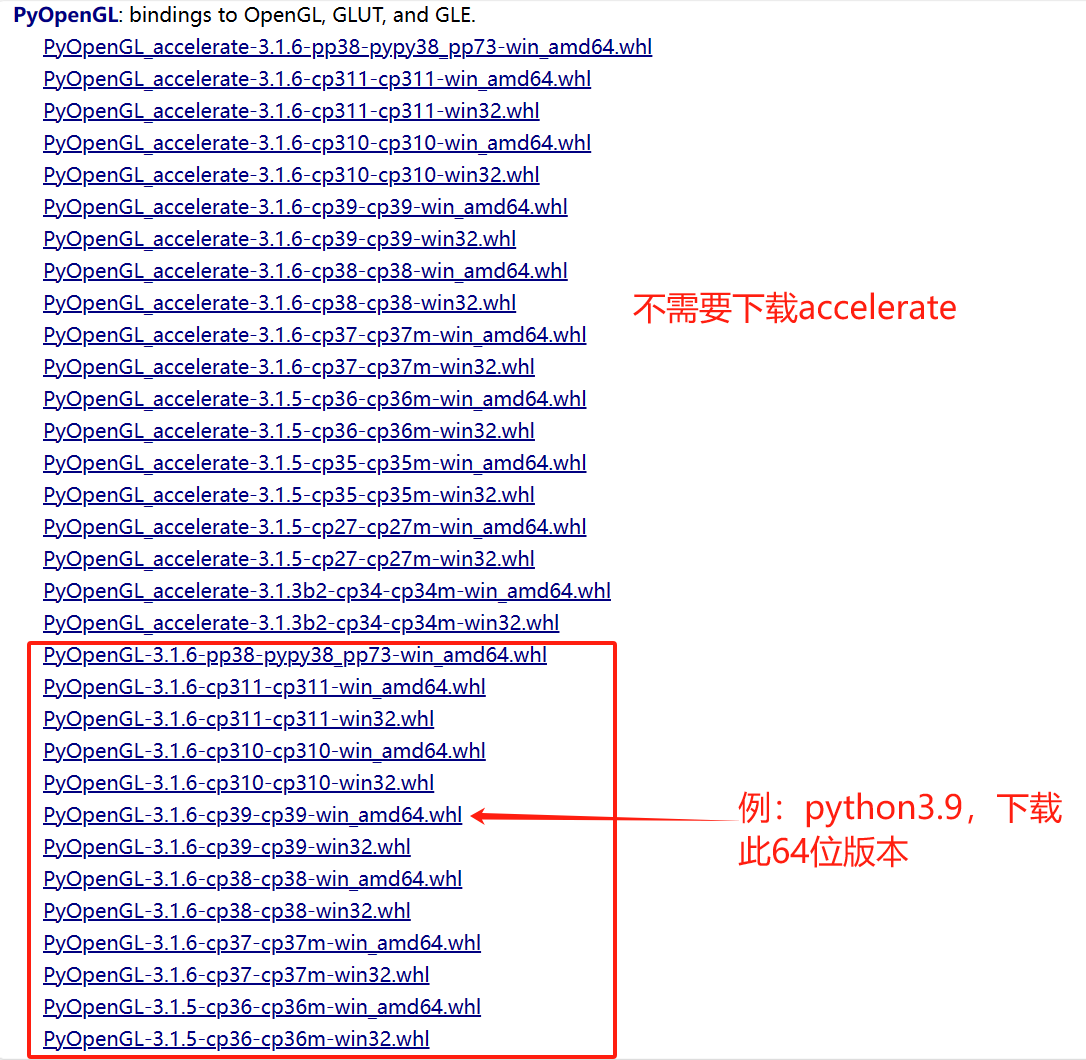 PyOpenGL: bindings to OpenGL, GLUT, and GLE.
PyOpenGL_accelerate-3.1.6-pp38-pypy38_pp73-win_amd64.whl
PyOpenGL_accelerate-3.1.6-cp311-cp311-win_amd64.whl
PyOpenGL_accelerate-3.1.6-cp311-cp311-win32.whl
PyOpenGL_accelerate-3.1.6-cp310-cp310-win_amd64.whl
PyOpenGL_accelerate-3.1.6-cp310-cp310-win32.whl
PyOpenGL_accelerate-3.1.6-cp39-cp39-win_amd64.whl
PyOpenGL_accelerate-3.1.6-cp39-cp39-win32.whl
PyOpenGL_accelerate-3.1.6-cp38-cp38-win_amd64.whl
PyOpenGL_accelerate-3.1.6-cp38-cp38-win32.whl
不需要下载accelerate
PyOpenGL_accelerate-3.1.6-cp37-cp37m-win_amd64.whl
PyOpenGL_accelerate-3.1.6-cp37-cp37m-win32.whl
PyOpenGL_accelerate-3.1.5-cp36-cp36m-win_amd64.whl
PyOpenGL_accelerate-3.1.5-cp36-cp36m-win32.whl
PyOpenGL_accelerate-3.1.5-cp35-cp35m-win_amd64.whl
PyOpenGL_accelerate-3.1.5-cp35-cp35m-win32.whl
PyOpenGL_accelerate-3.1.5-cp27-cp27m-win_amd64.whl
PyOpenGL_accelerate-3.1.5-cp27-cp27m-win32.whl
PyOpenGL_accelerate-3.1.3b2-cp34-cp34m-win_amd64.whl
PyOpenGL_accelerate-3.1.3b2-cp34-cp34m-win32.whl
PyOpenGL-3.1.6-pp38-pypy38_pp73-win_amd64.whl
PyOpenGL-3.1.6-cp311-cp311-win_amd64.whl
PyOpenGL-3.1.6-cp311-cp311-win32.whl
PyOpenGL-3.1.6-cp310-cp310-win_amd64.whl
PyOpenGL-3.1.6-cp310-cp310-win32.whl
PyOpenGL-3.1.6-cp39-cp39-win_amd64.whl
例：python3.9，下载
此64位版本
PyOpenGL-3.1.6-cp39-cp39-win32.whl
PyOpenGL-3.1.6-cp38-cp38-win_amd64.whl
PyOpenGL-3.1.6-cp38-cp38-win32.whl
PyOpenGL-3.1.6-cp37-cp37m-win_amd64.whl
PyOpenGL-3.1.6-cp37-cp37m-win32.whl
PyOpenGL-3.1.5-cp36-cp36m-win_amd64.whl
PyOpenGL-3.1.5-cp36-cp36m-win32.whl